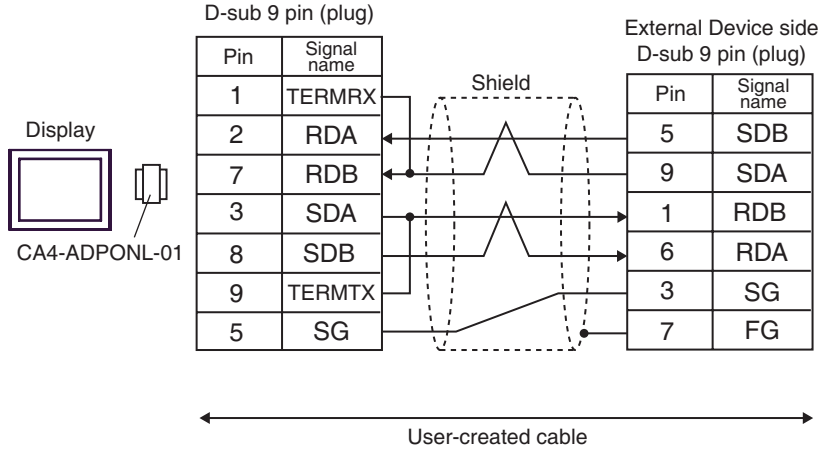 D-sub 9 pin (plug)
External Device side
D-sub 9 pin (plug)
Pin Signal name
1 TERMRX
2 RDA
7 RDB
3 SDA
8 SDB
9 TERMTX
5 SG
Shield
Pin Signal name
5 SDB
9 SDA
1 RDB
6 RDA
3 SG
7 FG
Display
CA4-ADPONL-01
User-created cable